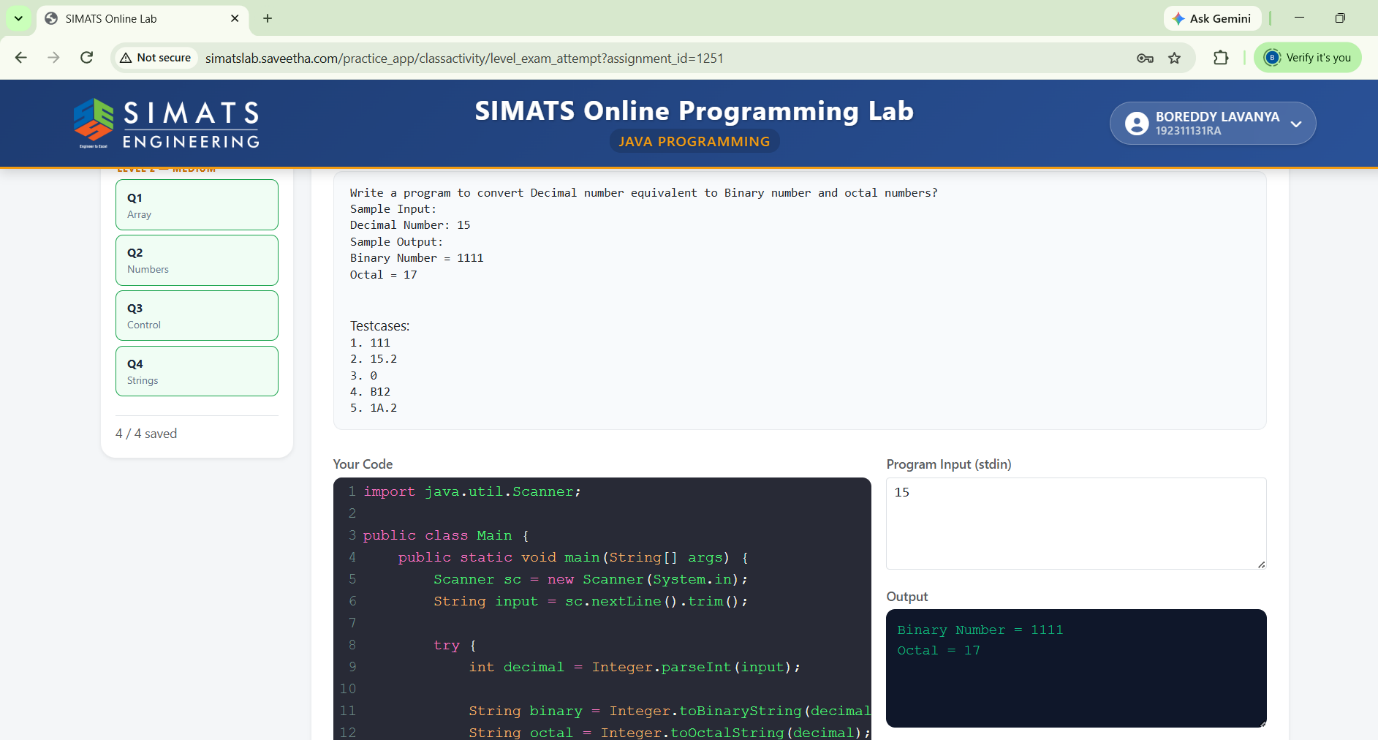 SIMATS Online Lab
Ask Gemini
Not secure
simatslab.saveetha.com/practice_app/classactivity/level_exam_attempt?assignment_id=1251
Verify it's you
SIMATS
ENGINEERING
Engineer to Excel
SIMATS Online Programming Lab
JAVA PROGRAMMING
BOREDDY LAVANYA
192311131RA
LEVEL 2 — MEDIUM
Q1
Array
Q2
Numbers
Q3
Control
Q4
Strings
4 / 4 saved
Write a program to convert Decimal number equivalent to Binary number and octal numbers?
Sample Input:
Decimal Number: 15
Sample Output:
Binary Number = 1111
Octal = 17
Testcases:
1. 111
2. 15.2
3. 0
4. B12
5. 1A.2
Your Code
1 import java.util.Scanner;
2
3 public class Main {
4 public static void main(String[] args) {
5 Scanner sc = new Scanner(System.in);
6 String input = sc.nextLine().trim();
7
8 try {
9 int decimal = Integer.parseInt(input);
10
11 String binary = Integer.toBinaryString(decimal
12 String octal = Integer.toOctalString(decimal);
Program Input (stdin)
15
Output
Binary Number = 1111
Octal = 17